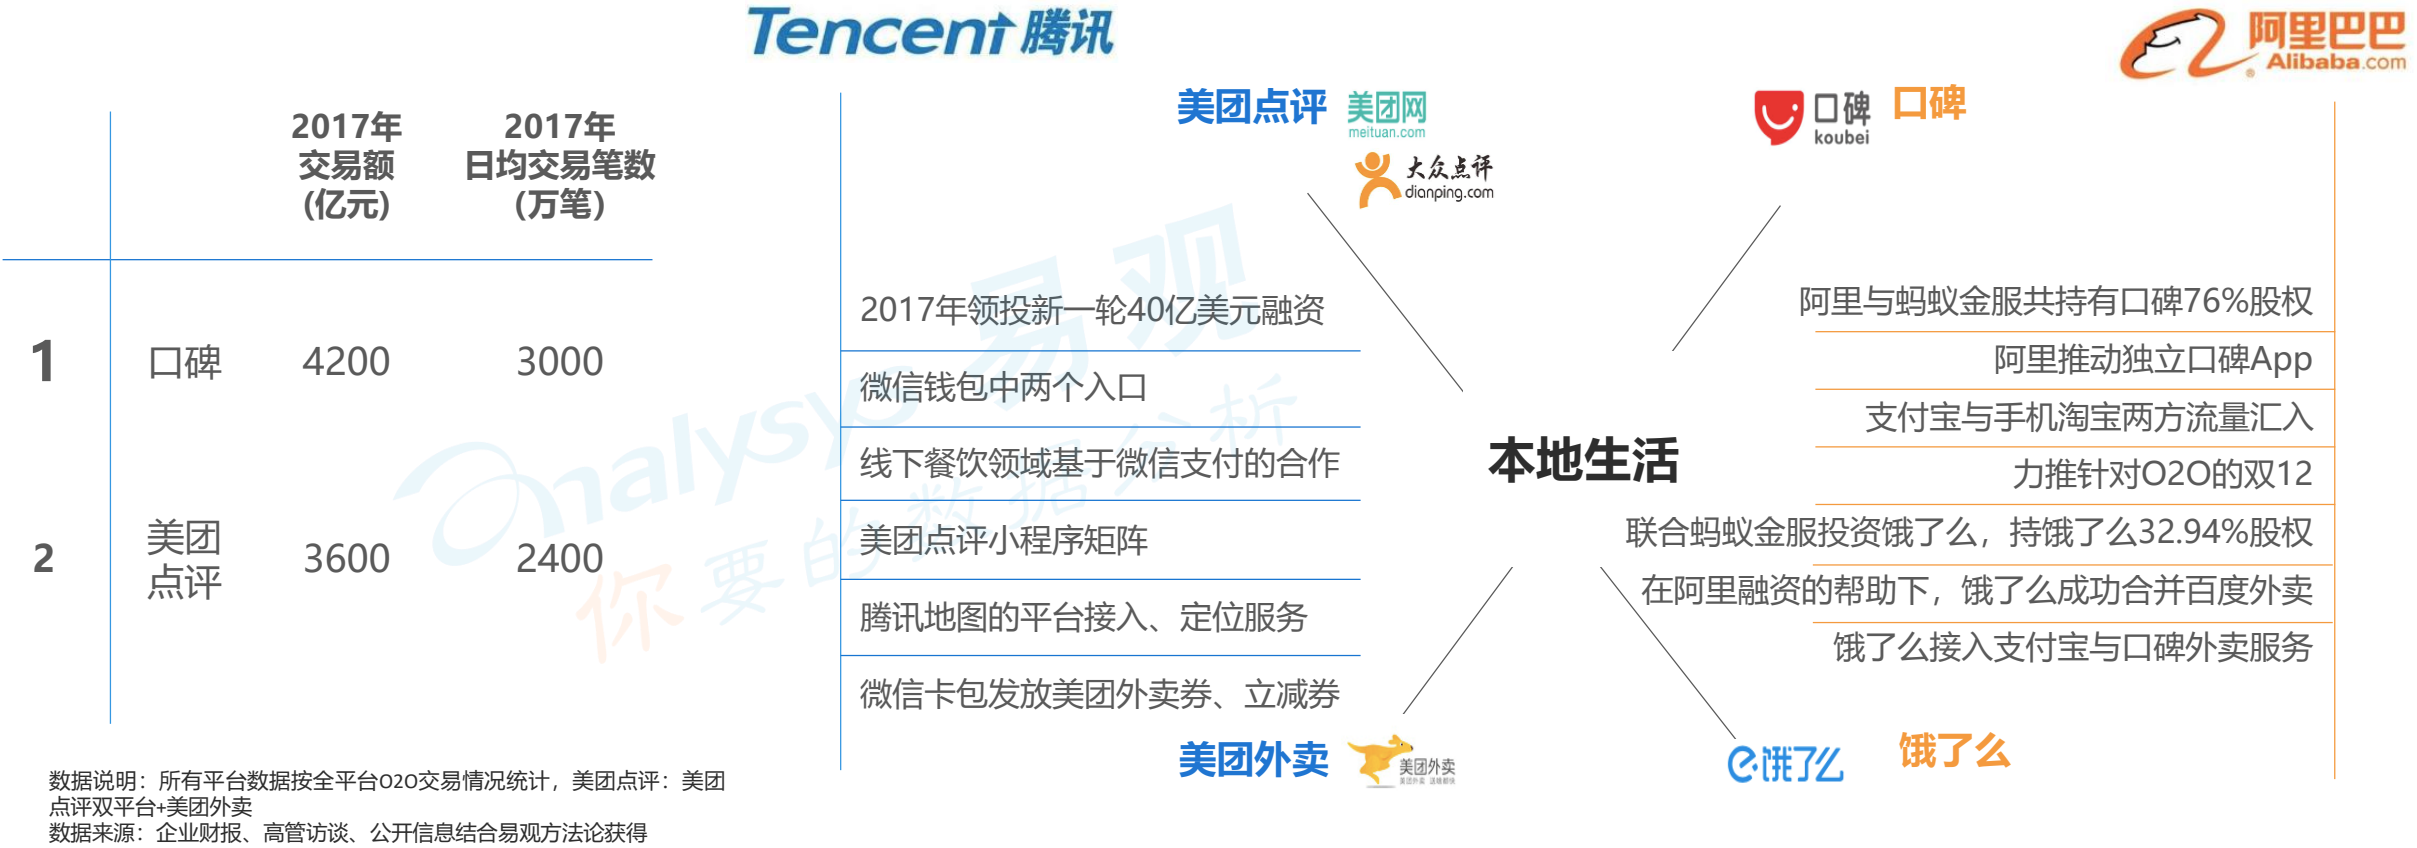 Tencent 腾讯
阿里巴巴
Alibaba.com
2017年
交易额
(亿元)
2017年
日均交易笔数
(万笔)
1
口碑
4200
3000
2
美团
点评
3600
2400
数据说明：所有平台数据按全平台O2O交易情况统计，美团点评：美团
点评双平台+美团外卖
数据来源：企业财报、高管访谈、公开信息结合易观方法论获得
美团点评
美团网
meituan.com
大众点评
dianping.com
口碑
koubei
口碑
2017年领投新一轮40亿美元融资
微信钱包中两个入口
线下餐饮领域基于微信支付的合作
美团点评小程序矩阵
腾讯地图的平台接入、定位服务
微信卡包发放美团外卖券、立减券
本地生活
阿里与蚂蚁金服共持有口碑76%股权
阿里推动独立口碑App
支付宝与手机淘宝两方流量汇入
力推针对O2O的双12
联合蚂蚁金服投资饿了么，持饿了么32.94%股权
在阿里融资的帮助下，饿了么成功合并百度外卖
饿了么接入支付宝与口碑外卖服务
美团外卖
美团外卖
饿了么
饿了么
Analysys 易观
你要的数据分析